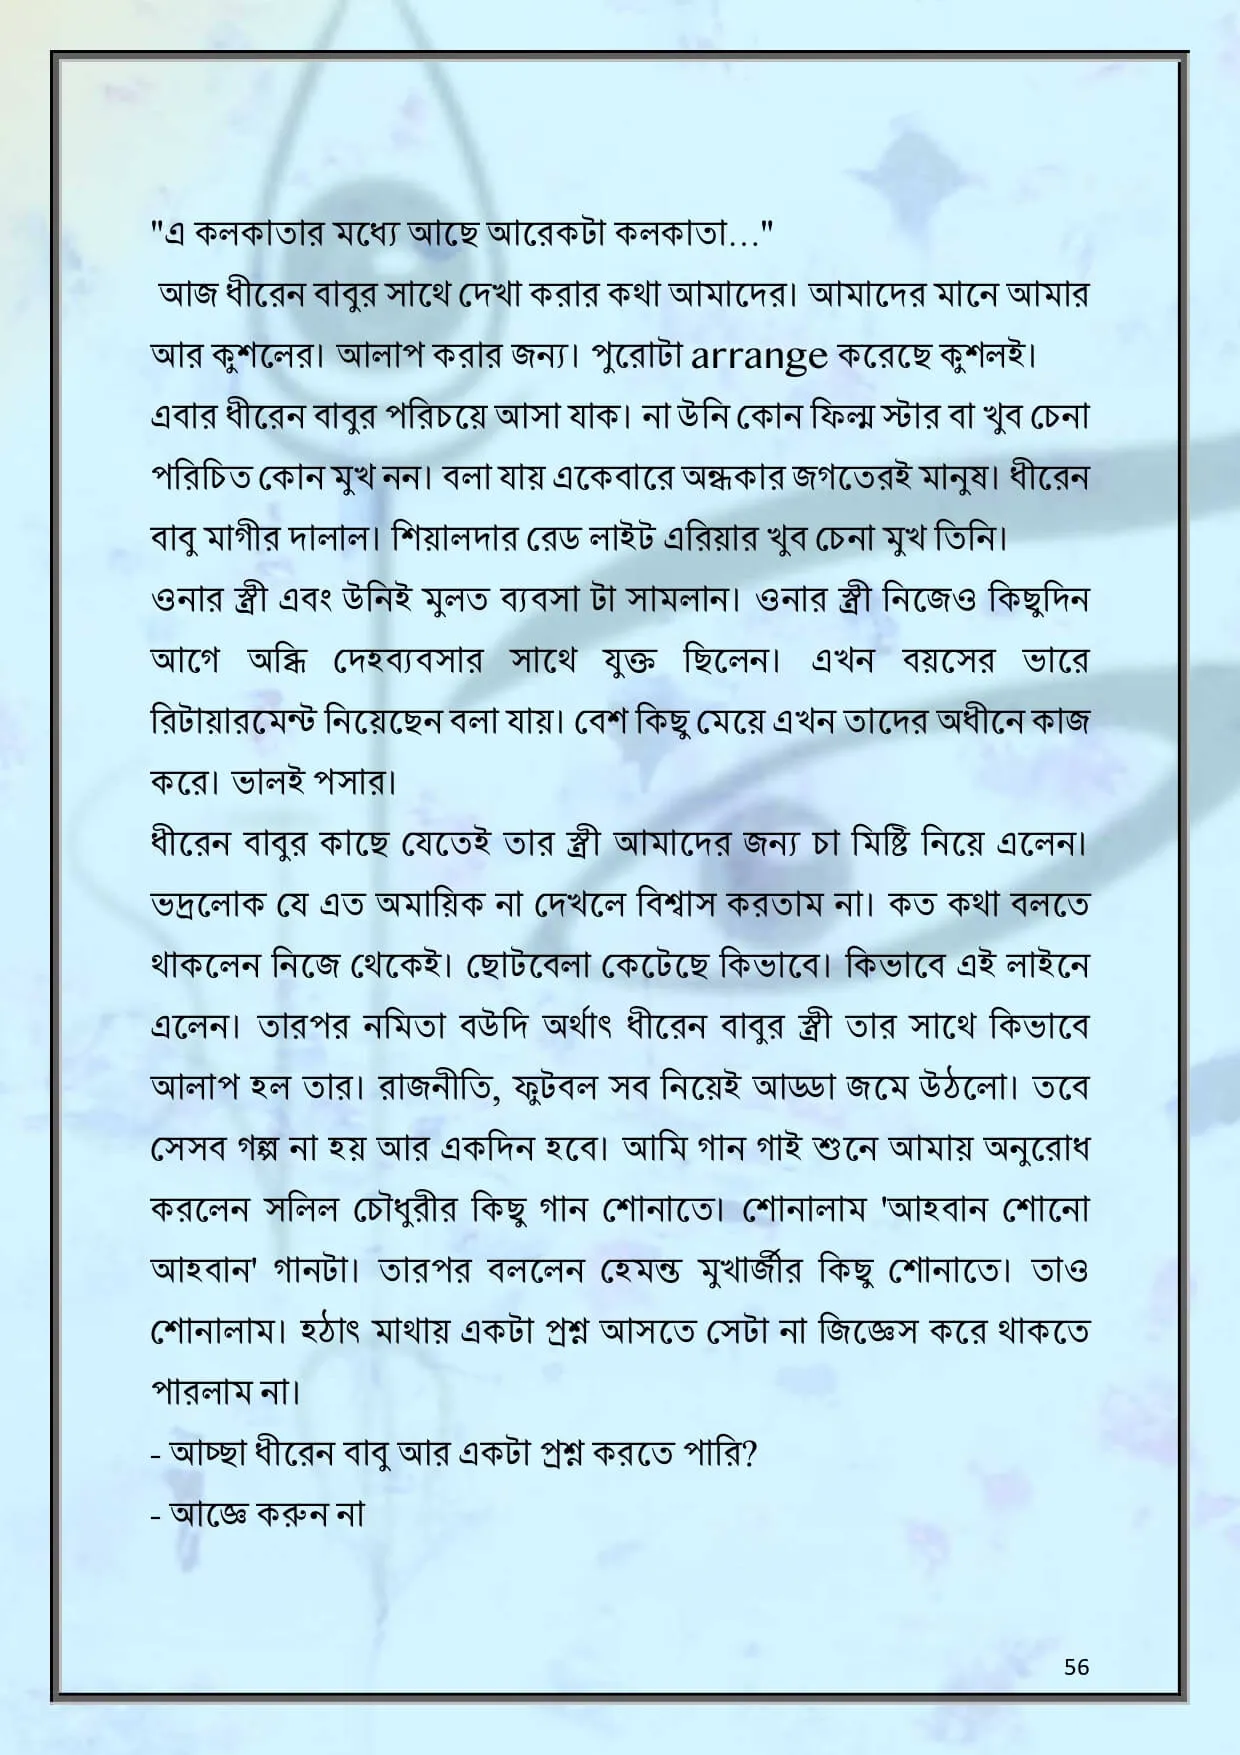 "এ কলকাতার মধ্যে আছে আরেকটা কলকাতা..."
আজ ধীরেন বাবুর সাথে দেখা করার কথা আমাদের। আমাদের মানে আমার
আর কুশলের। আলাপ করার জন্য। পুরোটা arrange করেছে কুশলই।
এবার ধীরেন বাবুর পরিচয়ে আসা যাক। না উনি কোন ফিল্ম স্টার বা খুব চেনা
পরিচিত কোন মুখ নন। বলা যায় একেবারে অন্ধকার জগতেরই মানুষ। ধীরেন
বাবু মাগীর দালাল। শিয়ালদার রেড লাইট এরিয়ার খুব চেনা মুখ তিনি।
ওনার স্ত্রী এবং উনিই মুলত ব্যবসা টা সামলান। ওনার স্ত্রী নিজেও কিছুদিন
আগে অব্ধি দেহব্যবসার সাথে যুক্ত ছিলেন। এখন বয়সের ভারে
রিটায়ারমেন্ট নিয়েছেন বলা যায়। বেশ কিছু মেয়ে এখন তাদের অধীনে কাজ
করে। ভালই পসার।
ধীরেন বাবুর কাছে যেতেই তার স্ত্রী আমাদের জন্য চা মিষ্টি নিয়ে এলেন।
ভদ্রলোক যে এত অমায়িক না দেখলে বিশ্বাস করতাম না। কত কথা বলতে
থাকলেন নিজে থেকেই। ছোটবেলা কেটেছে কিভাবে। কিভাবে এই লাইনে
এলেন। তারপর নমিতা বউদি অর্থাৎ ধীরেন বাবুর স্ত্রী তার সাথে কিভাবে
আলাপ হল তার। রাজনীতি, ফুটবল সব নিয়েই আড্ডা জমে উঠলো। তবে
সেসব গল্প না হয় আর একদিন হবে। আমি গান গাই শুনে আমায় অনুরোধ
করলেন সলিল চৌধুরীর কিছু গান শোনাতে। শোনালাম 'আহবান শোনো
আহবান' গানটা। তারপর বললেন হেমন্ত মুখার্জীর কিছু শোনাতে। তাও
শোনালাম। হঠাৎ মাথায় একটা প্রশ্ন আসতে সেটা না জিজ্ঞেস করে থাকতে
পারলাম না।
- আচ্ছা ধীরেন বাবু আর একটা প্রশ্ন করতে পারি?
- আজ্ঞে করুন না
56